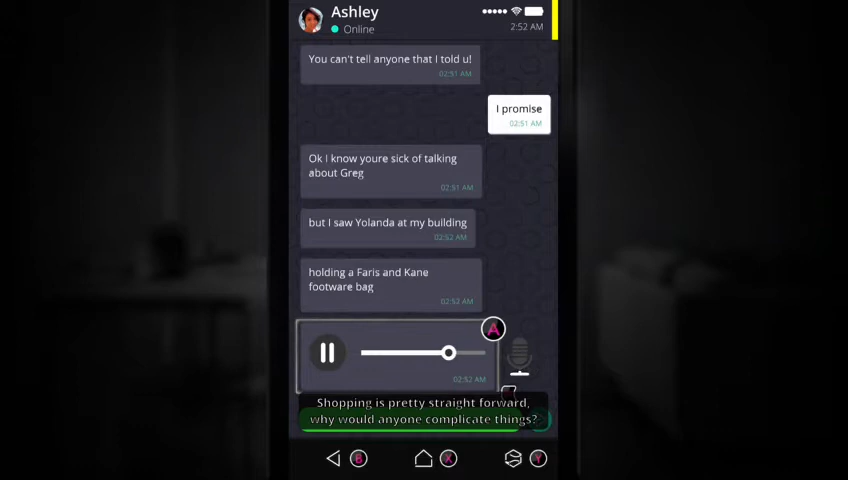 Ashley
Online
2:52 AM
You can't tell anyone that I told u!
02:51 AM
I promise
02:51 AM
Ok I know youre sick of talking
about Greg
02:51 AM
but I saw Yolanda at my building
02:52 AM
holding a Faris and Kane
footware bag
02:52 AM
A
02:52 AM
Shopping is pretty straight forward,
why would anyone complicate things?
B
X
Y